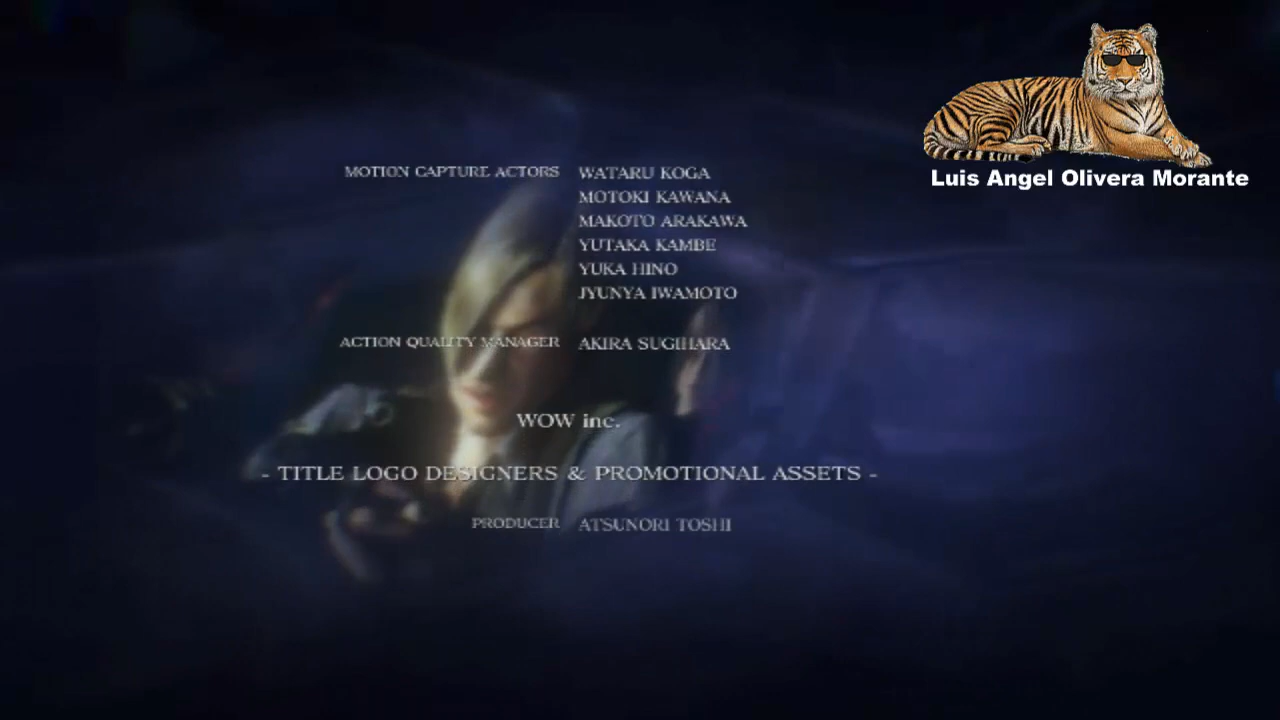 Luis Angel Olivera Morante
MOTION CAPTURE ACTORS WATARU KOGA
MOTOKI KAWANA
MAKOTO ARAKAWA
YUTAKA KAMBE
YUKA HINO
JYUNYA IWAMOTO
ACTION QUALITY MANAGER AKIRA SUGIHARA
WOW inc.
- TITLE LOGO DESIGNERS & PROMOTIONAL ASSETS -
PRODUCER ATSUNORI TOSHI